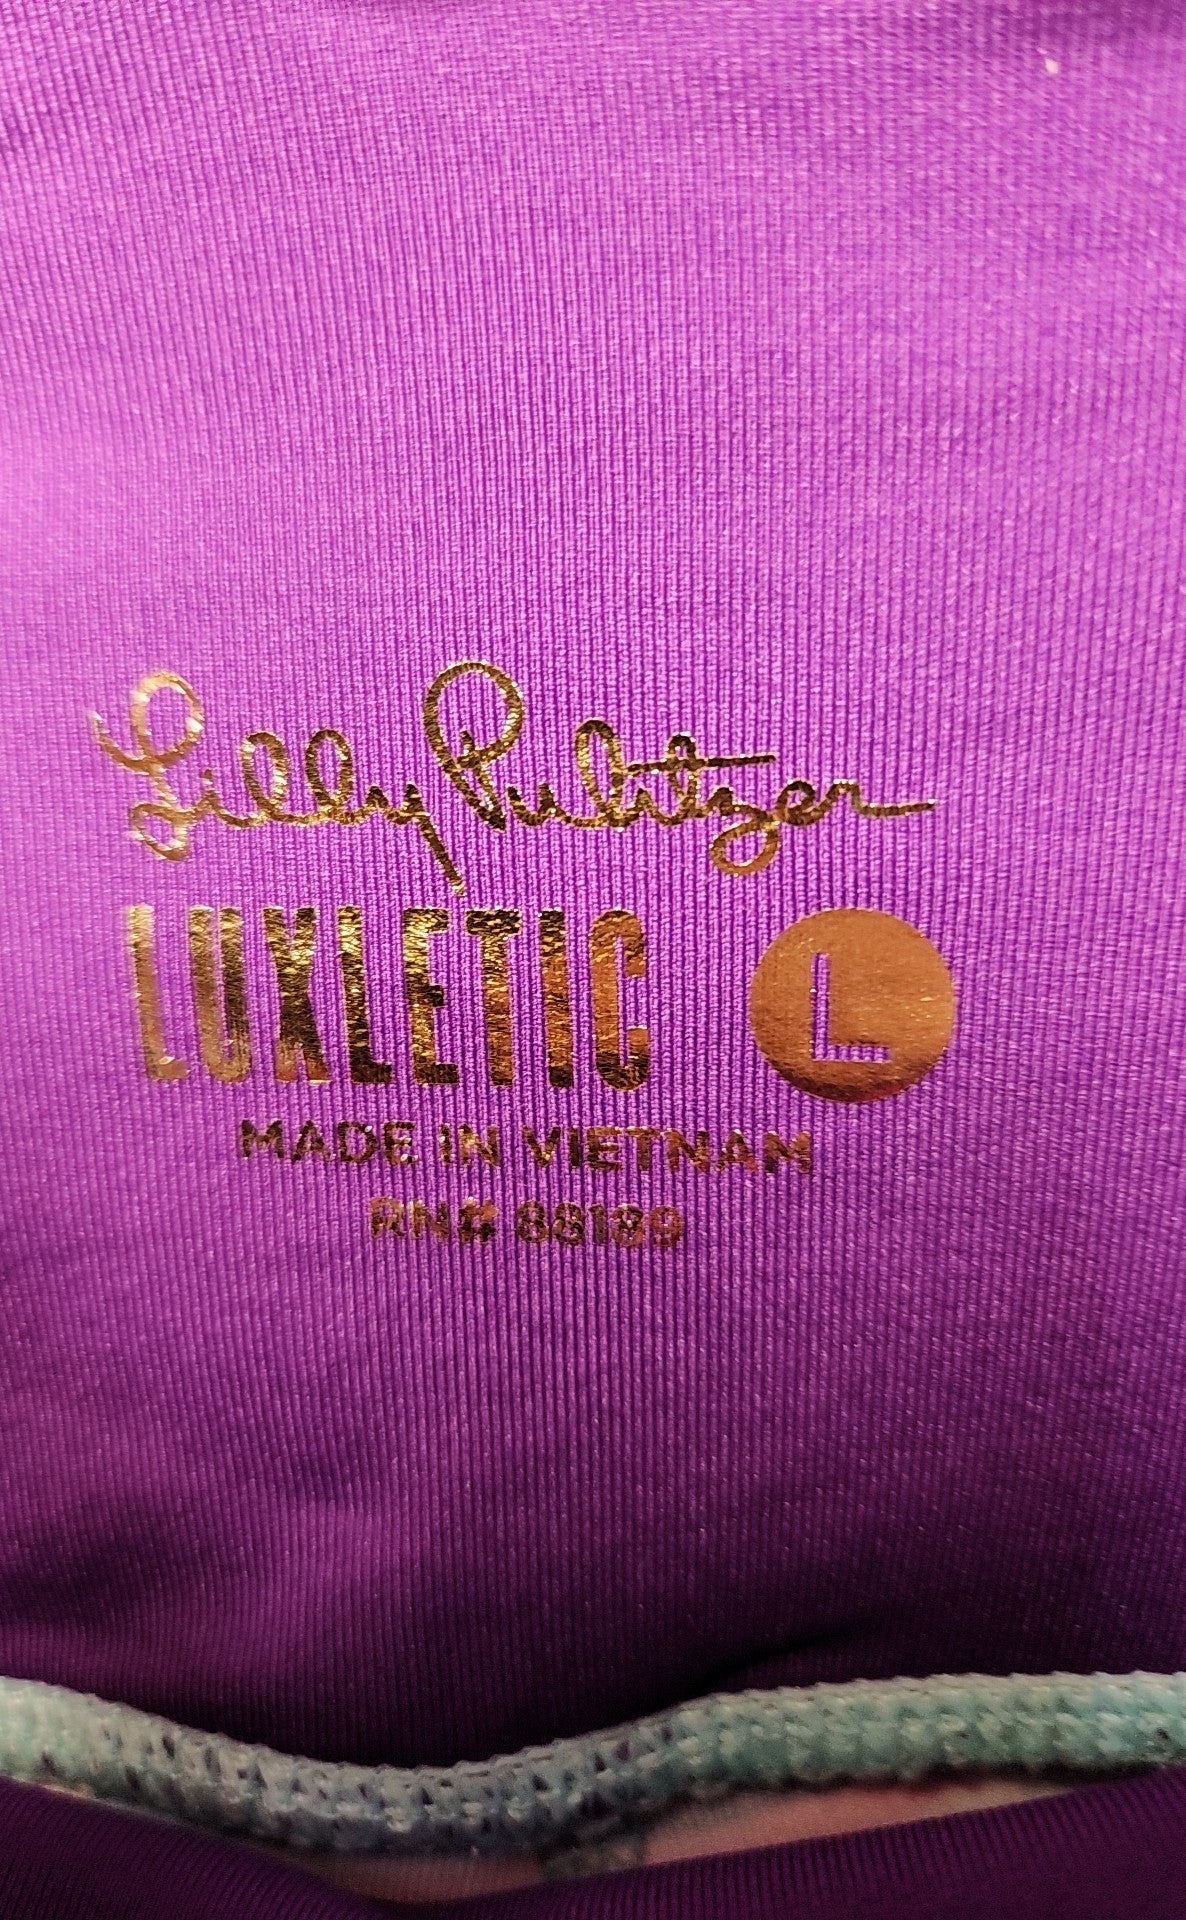 Lilly Pulitzer
LUXLETIC L
MADE IN VIETNAM
RN# 88189